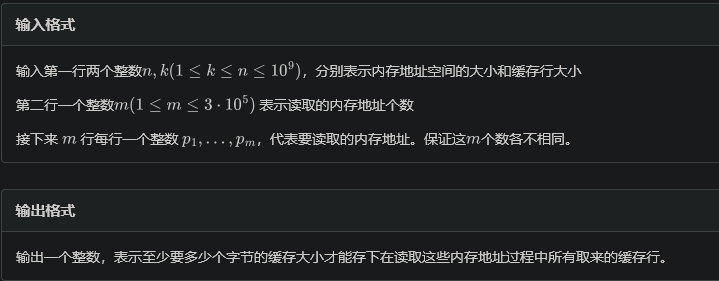 输入格式
输入第一行两个整数n, k(1 ≤ k ≤ n ≤ 10^9)，分别表示内存地址空间的大小和缓存行大小
第二行一个整数m(1 ≤ m ≤ 3 · 10^5) 表示读取的内存地址个数
接下来 m 行每行一个整数 p_1, . . . , p_m，代表要读取的内存地址。保证这m个数各不相同。
输出格式
输出一个整数，表示至少要多少个字节的缓存大小才能存下在读取这些内存地址过程中所有取来的缓存行。